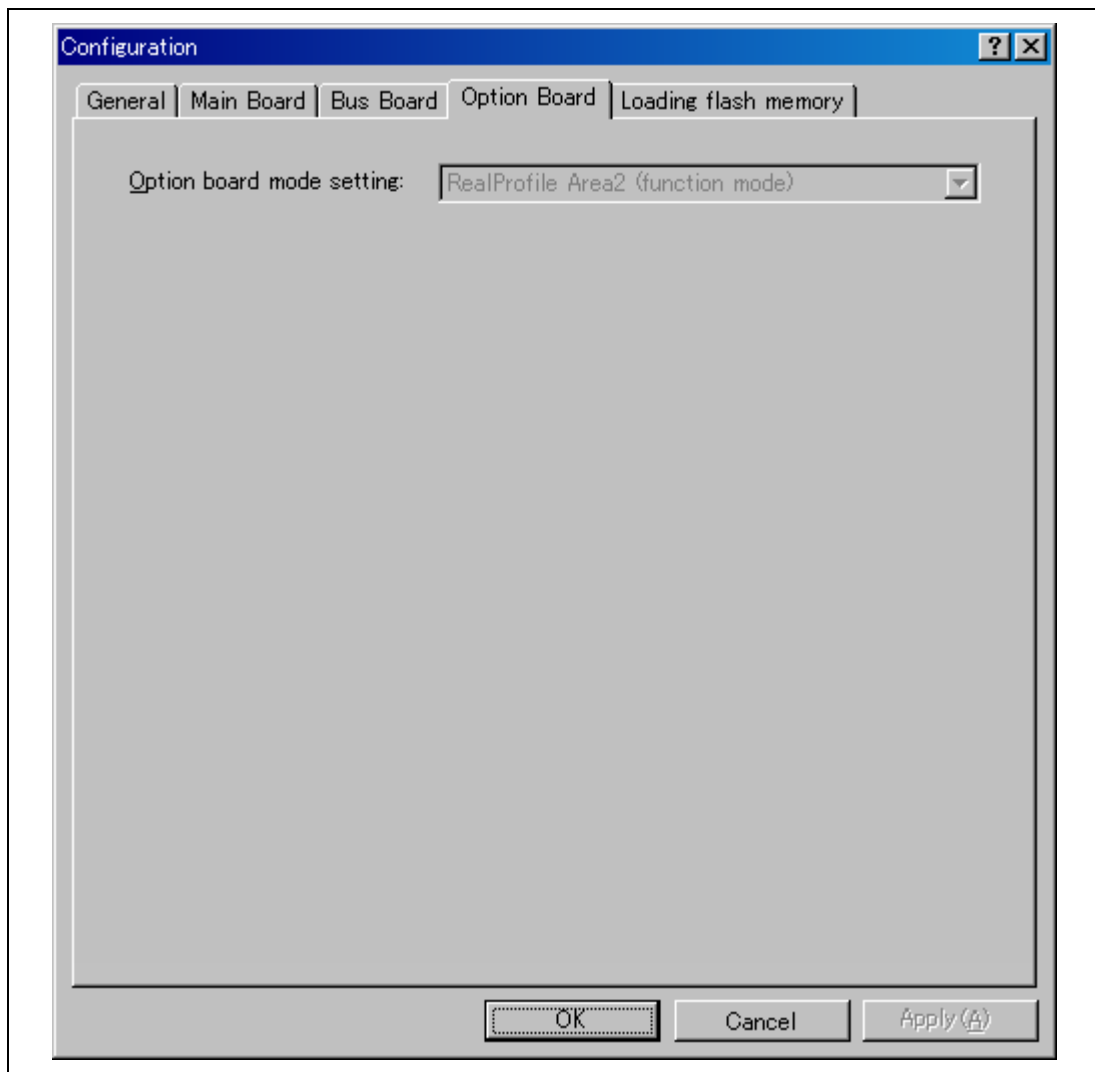 Configuration
General Main Board Bus Board Option Board Loading flash memory
Option board mode setting: RealProfile Area2 (function mode)
OK Cancel Apply(A)